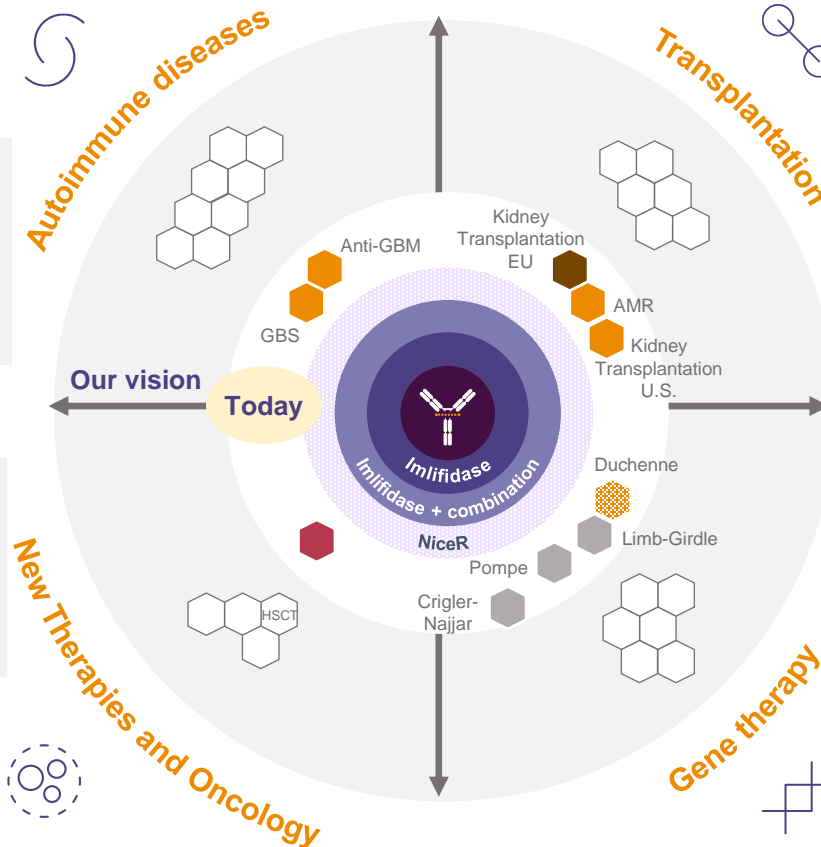 Autoimmune diseases
Transplantation
Kidney
Transplantation
EU
Anti-GBM
AMR
GBS
Kidney
Transplantation
U.S.
Our vision
Today
Imlifidase
Imlifidase + combination
NiceR
Duchenne
Limb-Girdle
Pompe
Crigler-
Najjar
HSCT
New Therapies and Oncology
Gene therapy